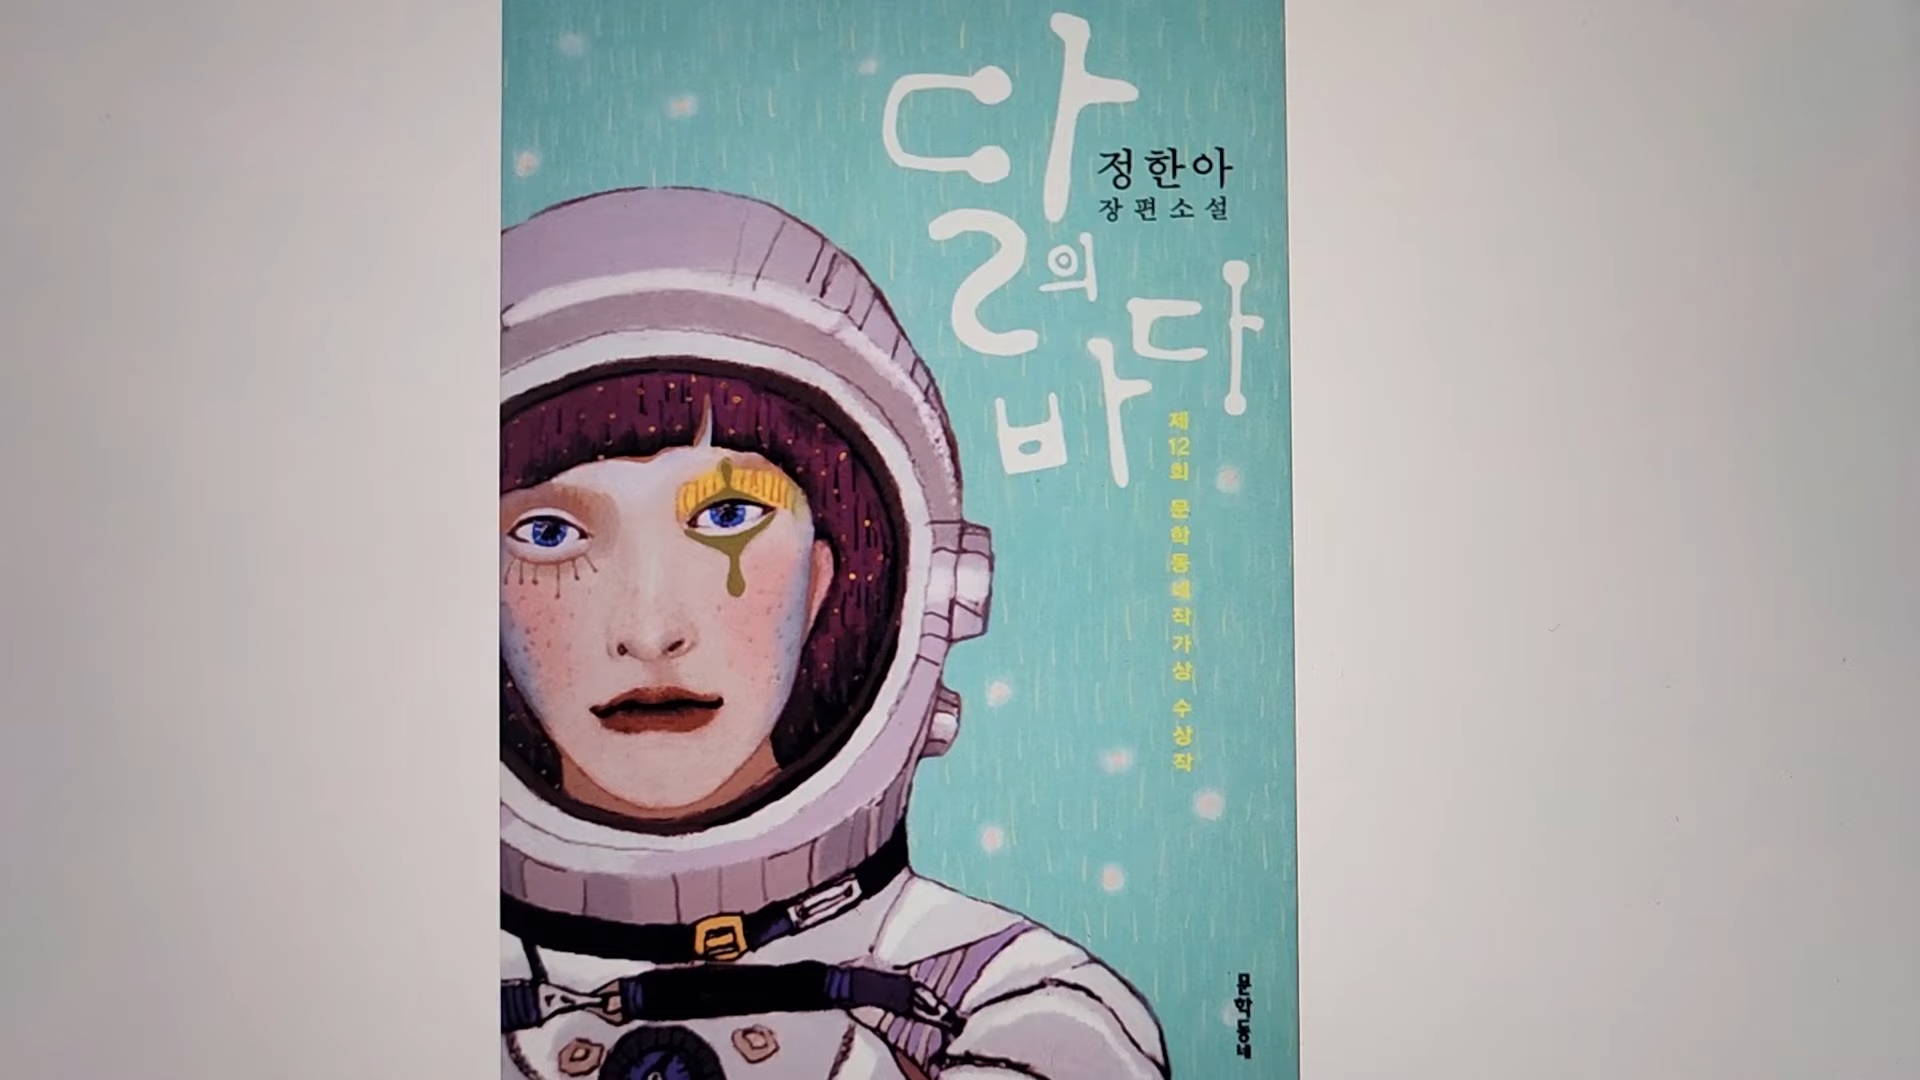 달의
바다
정한아
장편소설
제12회 문학동네작가상 수상작
문학동네